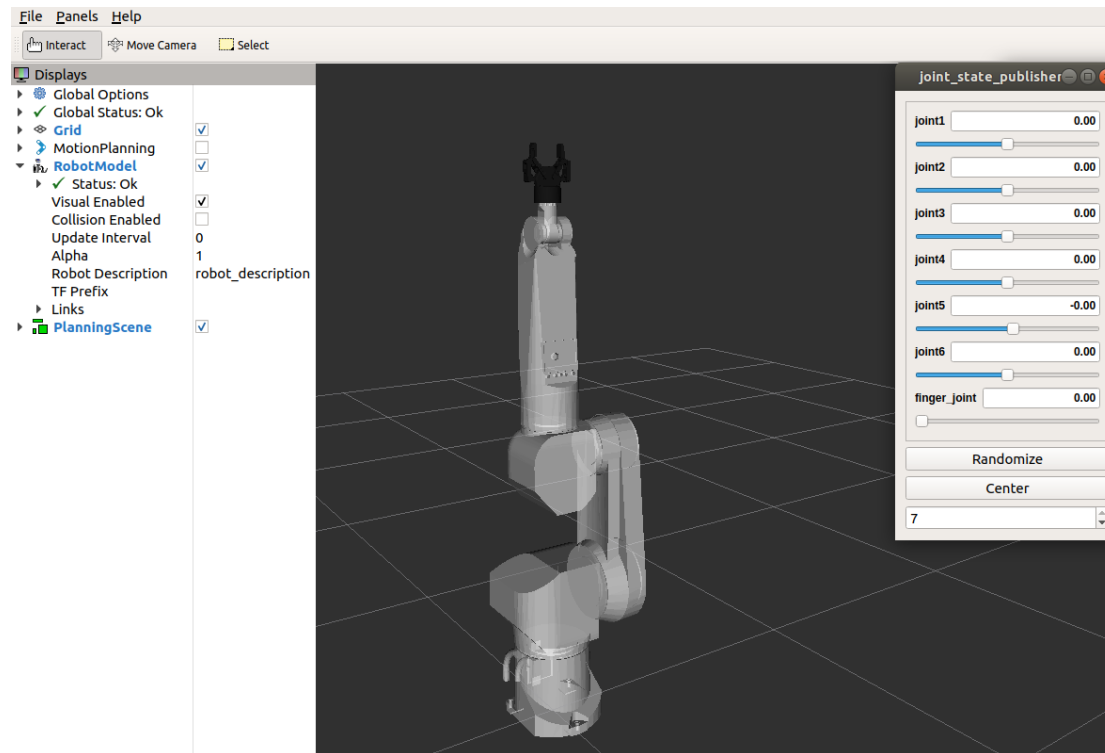 File Panels Help
Interact Move Camera Select
Displays
Global Options
Global Status: Ok
Grid
MotionPlanning
RobotModel
Status: Ok
Visual Enabled
Collision Enabled
Update Interval 0
Alpha 1
Robot Description robot_description
TF Prefix
Links
PlanningScene
joint_state_publisher
joint1 0.00
joint2 0.00
joint3 0.00
joint4 0.00
joint5 -0.00
joint6 0.00
finger_joint 0.00
Randomize
Center
7